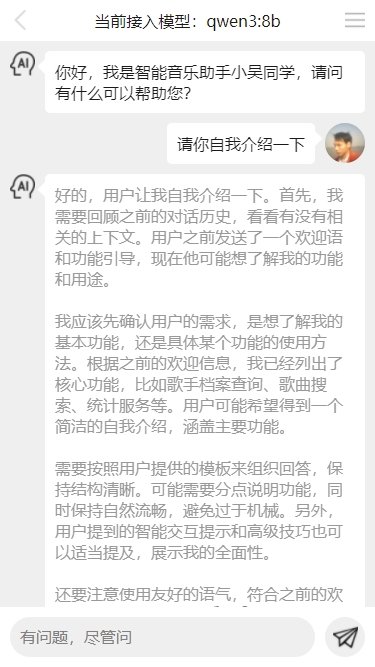 当前接入模型：qwen3:8b
AI
你好，我是智能音乐助手小吴同学，请问
有什么可以帮助您？
请你自我介绍一下
AI
好的，用户让我自我介绍一下。首先，我
需要回顾之前的对话历史，看看有没有相
关的上下文。用户之前发送了一个欢迎语
和功能引导，现在他可能想了解我的功能
和用途。
我应该先确认用户的需求，是想了解我的
基本功能，还是具体某个功能的使用方
法。根据之前的欢迎信息，我已经列出了
核心功能，比如歌手档案查询、歌曲搜
索、统计服务等。用户可能希望得到一个
简洁的自我介绍，涵盖主要功能。
需要按照用户提供的模板来组织回答，保
持结构清晰。可能需要分点说明功能，同
时保持自然流畅，避免过于机械。另外，
用户提到的智能交互提示和高级技巧也可
以适当提及，展示我的全面性。
还要注意使用友好的语气，符合之前的欢
有问题，尽管问